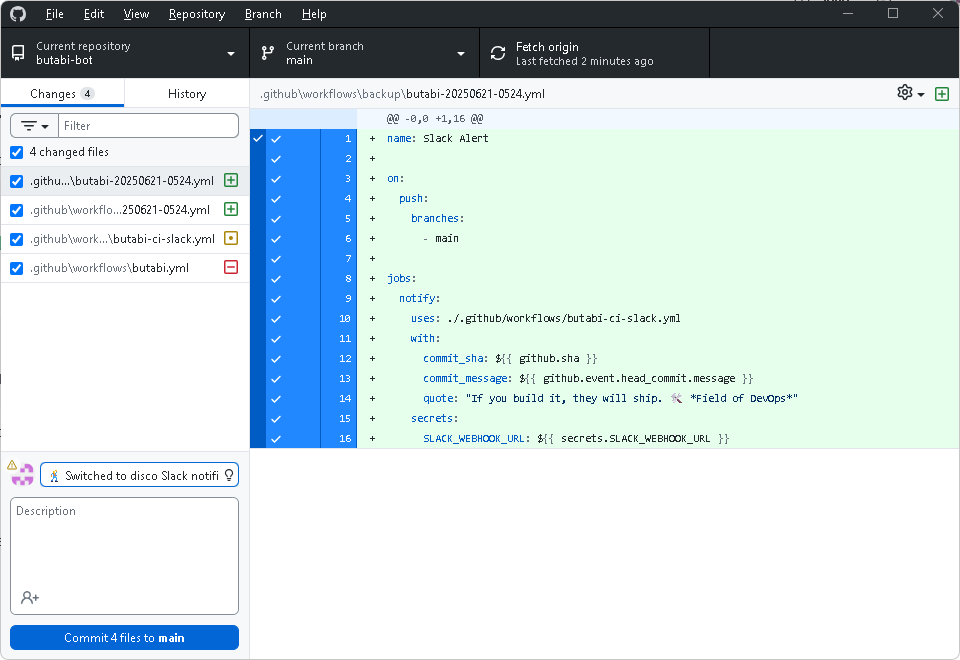 File Edit View Repository Branch Help
Current repository
butabi-bot
Current branch
main
Fetch origin
Last fetched 2 minutes ago
Changes 4
History
Filter
4 changed files
.githu...\butabi-20250621-0524.yml
.github\workflo...250621-0524.yml
.github\work...\butabi-ci-slack.yml
.github\workflows\butabi.yml
Switched to disco Slack notifi
Description
Commit 4 files to main
.github\workflows\backup\butabi-20250621-0524.yml
@@ -0,0 +1,16 @@
1 + name: Slack Alert
2 +
3 + on:
4 + push:
5 + branches:
6 + - main
7 +
8 + jobs:
9 + notify:
10 + uses: ./.github/workflows/butabi-ci-slack.yml
11 + with:
12 + commit_sha: ${{ github.sha }}
13 + commit_message: ${{ github.event.head_commit.message }}
14 + quote: "If you build it, they will ship. 🛠️ *Field of DevOps*"
15 + secrets:
16 + SLACK_WEBHOOK_URL: ${{ secrets.SLACK_WEBHOOK_URL }}